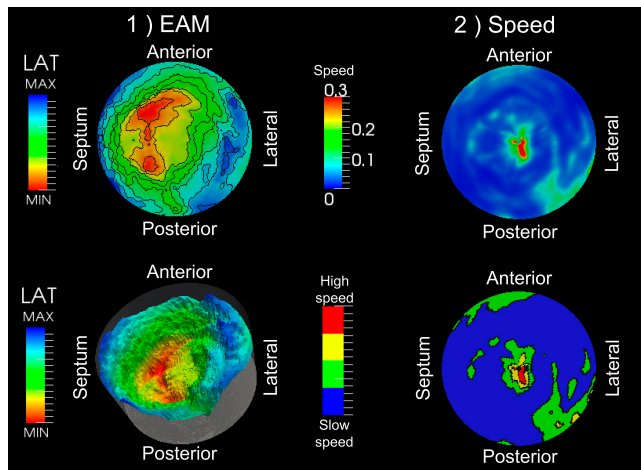 1 ) EAM
2 ) Speed
Anterior
Anterior
LAT
MAX
MIN
Septum
Lateral
Posterior
Speed
0.3
0.2
0.1
0
Septum
Lateral
Posterior
Anterior
Anterior
LAT
MAX
MIN
Septum
Lateral
Posterior
High
speed
Slow
speed
Septum
Lateral
Posterior